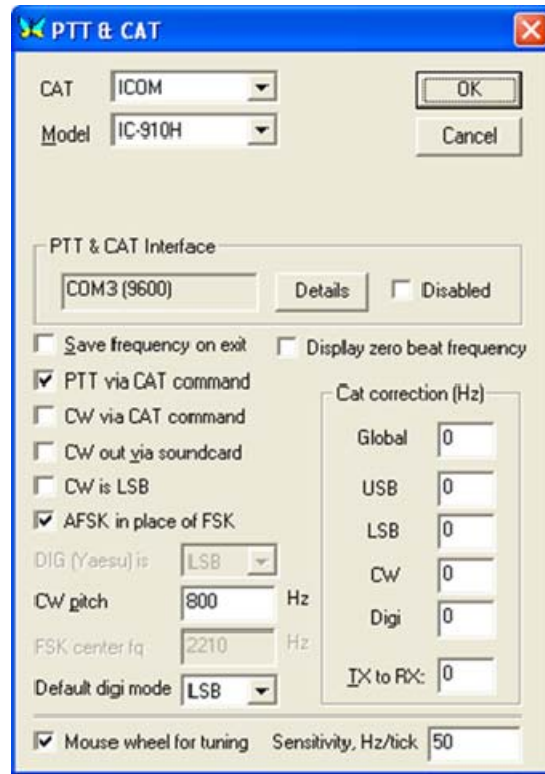 PTT & CAT
CAT ICOM OK
Model IC-910H Cancel
PTT & CAT Interface
COM3 (9600) Details Disabled
Save frequency on exit Display zero beat frequency
PTT via CAT command
CW via CAT command
CW out via soundcard
CW is LSB
AFSK in place of FSK
DIG (Yaesu) is LSB
CW pitch 800 Hz
FSK center fq 2210 Hz
Default digi mode LSB
Cat correction (Hz)
Global 0
USB 0
LSB 0
CW 0
Digi 0
TX to RX: 0
Mouse wheel for tuning Sensitivity, Hz/tick 50